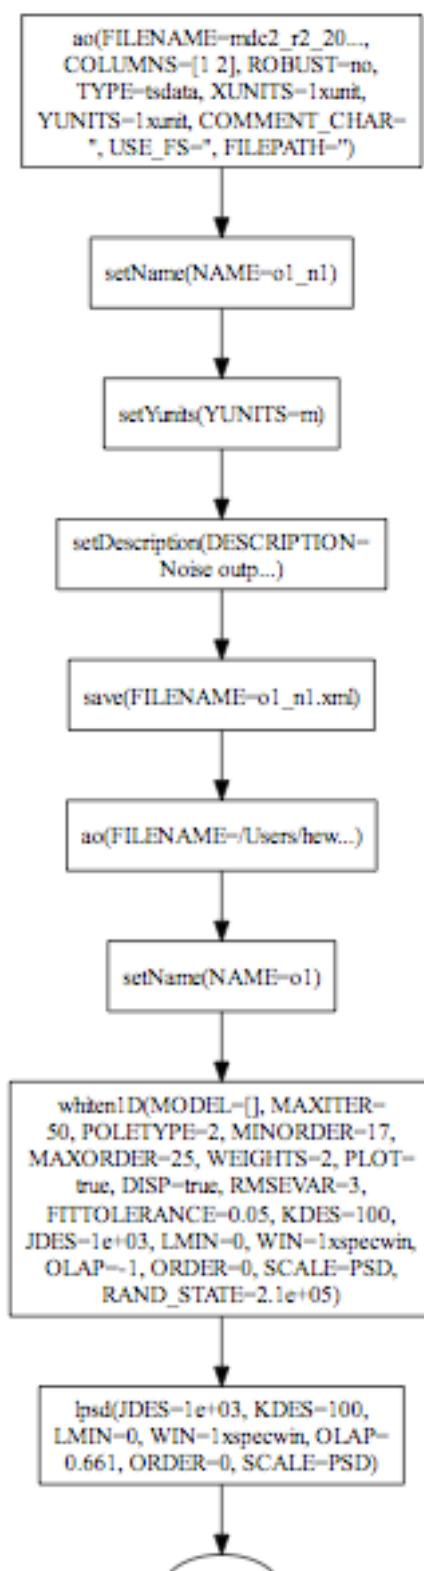 ao(FILENAME=mdc2_r2_20...,
COLUMNS=[1 2], ROBUST=no,
TYPE=tsdata, XUNITS=1xunit,
YUNITS=1xunit, COMMENT_CHAR=
'', USE_FS='', FILEPATH='')
setName(NAME=o1_n1)
setYunits(YUNITS=m)
setDescription(DESCRIPTION=
Noise outp...)
save(FILENAME=o1_n1.xml)
ao(FILENAME=/Users/hew...)
setName(NAME=o1)
whiten1D(MODEL=[], MAXITER=
50, POLETYPE=2, MINORDER=17,
MAXORDER=25, WEIGHTS=2, PLOT=
true, DISP=true, RMSEVAR=3,
FITTOLERANCE=0.05, KDES=100,
JDES=1e+03, LMIN=0, WIN=1xspecwin,
OLAP=-1, ORDER=0, SCALE=PSD,
RAND_STATE=2.1e+05)
lpsd(JDES=1e+03, KDES=100,
LMIN=0, WIN=1xspecwin, OLAP=
0.661, ORDER=0, SCALE=PSD)